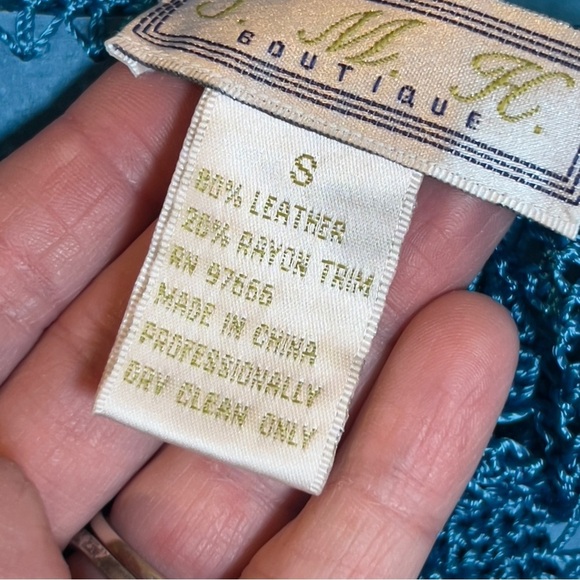 J. M. H.
BOUTIQUE
S
80% LEATHER
20% RAYON TRIM
RN 97666
MADE IN CHINA
PROFESSIONALLY
DRY CLEAN ONLY